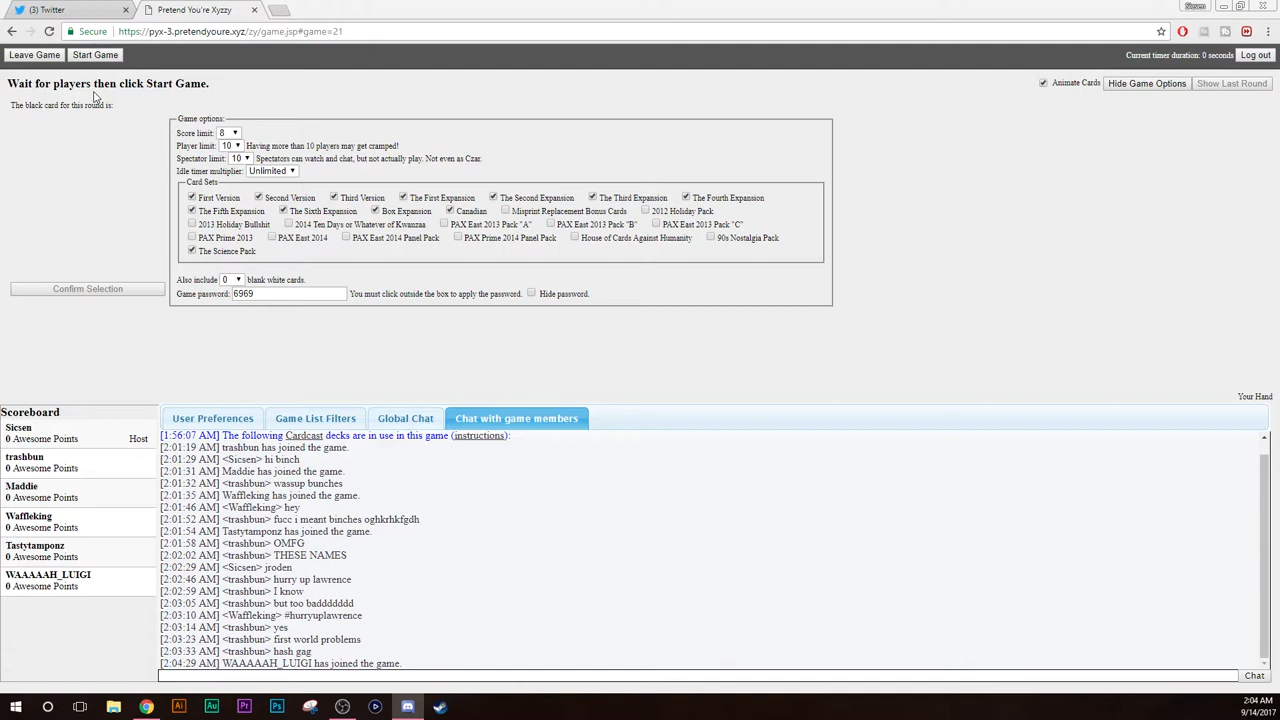 (3) Twitter
Pretend You're Xyzzy
Sicsen
Secure
https://pyx-3.pretendyoure.xyz/zy/game.jsp#game=21
Leave Game
Start Game
Current timer duration: 0 seconds
Log out
Wait for players then click Start Game.
Animate Cards
Hide Game Options
Show Last Round
The black card for this round is:
Game options:
Score limit: 8
Player limit: 10 Having more than 10 players may get cramped!
Spectator limit: 10 Spectators can watch and chat, but not actually play. Not even as Czar.
Idle timer multiplier: Unlimited
Card Sets
First Version Second Version Third Version The First Expansion The Second Expansion The Third Expansion The Fourth Expansion
The Fifth Expansion The Sixth Expansion Box Expansion Canadian Misprint Replacement Bonus Cards 2012 Holiday Pack
2013 Holiday Bullshit 2014 Ten Days or Whatever of Kwanzaa PAX East 2013 Pack "A" PAX East 2013 Pack "B" PAX East 2013 Pack "C"
PAX Prime 2013 PAX East 2014 PAX East 2014 Panel Pack PAX Prime 2014 Panel Pack House of Cards Against Humanity 90s Nostalgia Pack
The Science Pack
Also include 0 blank white cards.
Confirm Selection
Game password: 6969 You must click outside the box to apply the password. Hide password.
Your Hand
Scoreboard
Sicsen
0 Awesome Points Host
trashbun
0 Awesome Points
Maddie
0 Awesome Points
Waffleking
0 Awesome Points
Tastytamponz
0 Awesome Points
WAAAAAH_LUIGI
0 Awesome Points
User Preferences
Game List Filters
Global Chat
Chat with game members
[1:56:07 AM] The following Cardcast decks are in use in this game (instructions):
[2:01:19 AM] trashbun has joined the game.
[2:01:29 AM] <Sicsen> hi binch
[2:01:31 AM] Maddie has joined the game.
[2:01:32 AM] <trashbun> wassup bunches
[2:01:35 AM] Waffleking has joined the game.
[2:01:46 AM] <Waffleking> hey
[2:01:52 AM] <trashbun> fucc i meant binches oghkrhkfgdh
[2:01:54 AM] Tastytamponz has joined the game.
[2:01:58 AM] <trashbun> OMFG
[2:02:02 AM] <trashbun> THESE NAMES
[2:02:29 AM] <Sicsen> jroden
[2:02:46 AM] <trashbun> hurry up lawrence
[2:02:59 AM] <trashbun> I know
[2:03:05 AM] <trashbun> but too baddddddd
[2:03:10 AM] <Waffleking> #hurryuplawrence
[2:03:14 AM] <trashbun> yes
[2:03:23 AM] <trashbun> first world problems
[2:03:33 AM] <trashbun> hash gag
[2:04:29 AM] WAAAAAH_LUIGI has joined the game.
Chat
Ai
Au
Pr
Ps
2:04 AM
9/14/2017